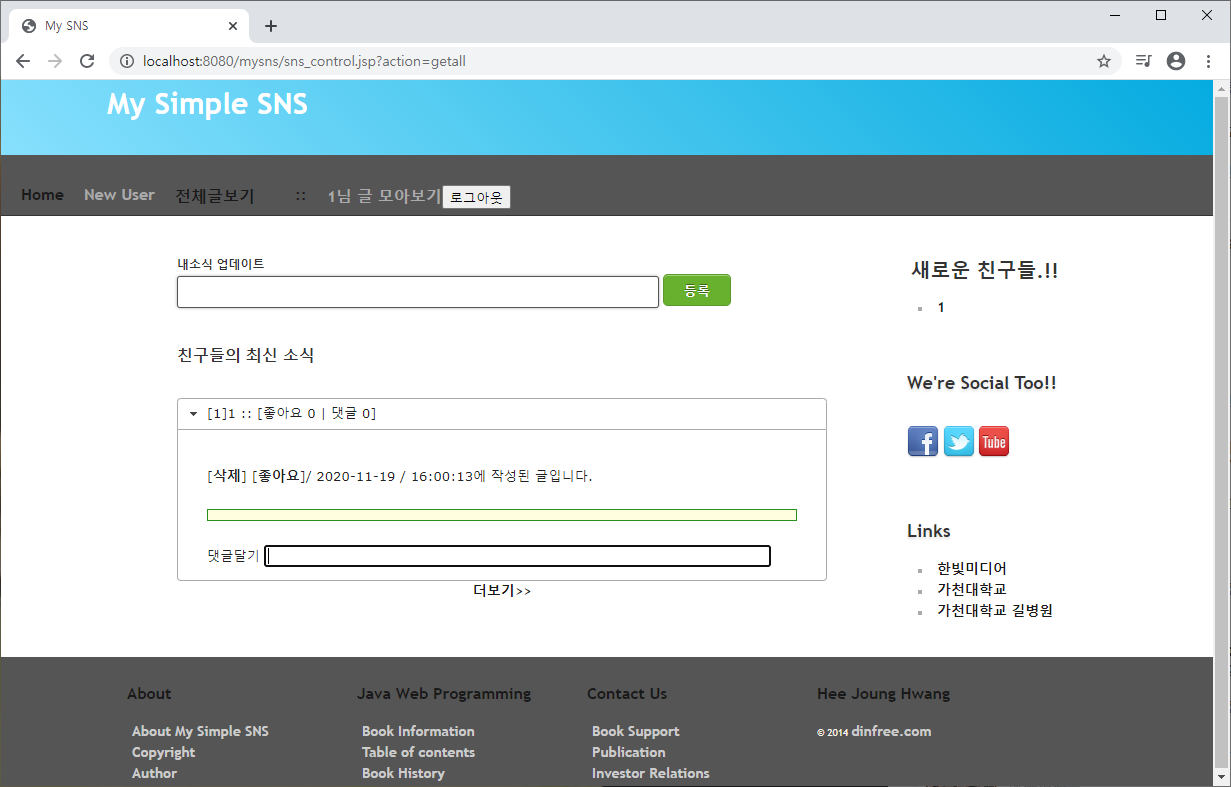 My SNS
localhost:8080/mysns/sns_control.jsp?action=getall
My Simple SNS
Home New User 전체글보기 :: 1님 글 모아보기 로그아웃
내소식 업데이트
등록
친구들의 최신 소식
[1]1 :: [좋아요 0 | 댓글 0]
[삭제] [좋아요]/ 2020-11-19 / 16:00:13에 작성된 글입니다.
댓글달기
더보기>>
새로운 친구들.!!
1
We're Social Too!!
f
Tube
Links
한빛미디어
가천대학교
가천대학교 길병원
About
About My Simple SNS
Copyright
Author
Java Web Programming
Book Information
Table of contents
Book History
Contact Us
Book Support
Publication
Investor Relations
Hee Joung Hwang
© 2014 dinfree.com